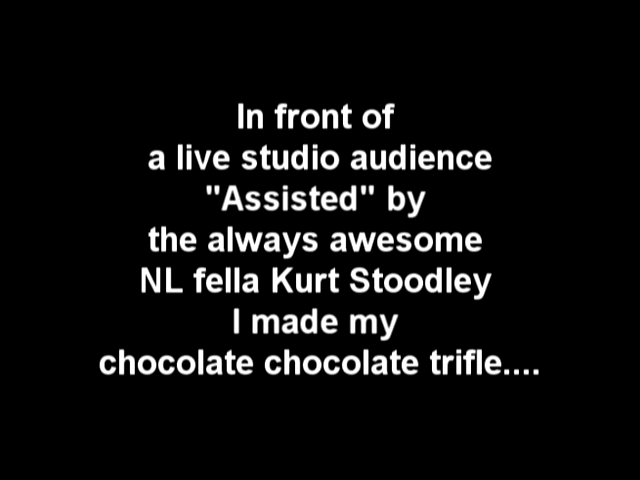 In front of
a live studio audience
"Assisted" by
the always awesome
NL fella Kurt Stoodley
I made my
chocolate chocolate trifle....